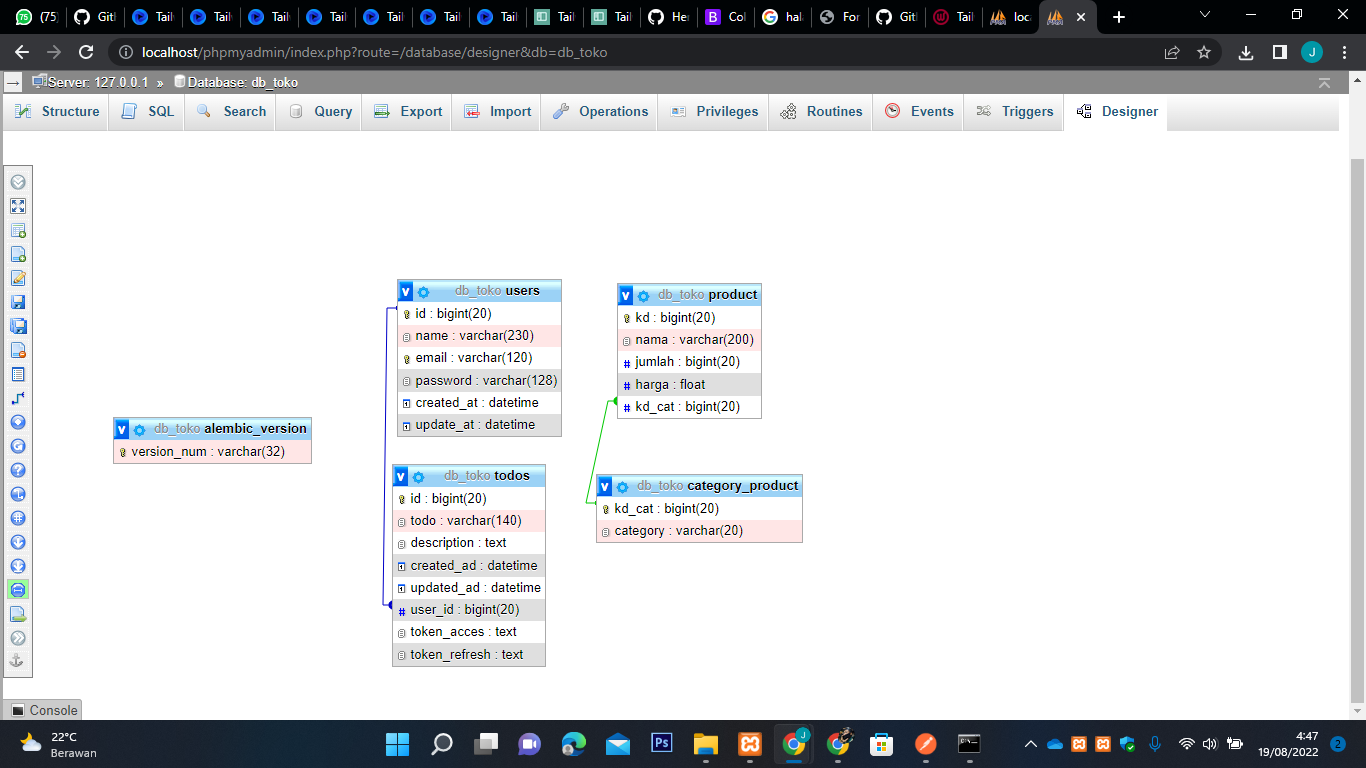 (75)
Gith
Tail
Tail
Tail
Tail
Tail
Tail
Tail
Tail
Tail
Her
Col
hala
For
Gith
Tail
loca
localhost/phpmyadmin/index.php?route=/database/designer&db=db_toko
J
Server: 127.0.0.1 » Database: db_toko
Structure SQL Search Query Export Import Operations Privileges Routines Events Triggers Designer
db_toko users
id : bigint(20)
name : varchar(230)
email : varchar(120)
password : varchar(128)
created_at : datetime
update_at : datetime
db_toko product
kd : bigint(20)
nama : varchar(200)
jumlah : bigint(20)
harga : float
kd_cat : bigint(20)
db_toko alembic_version
version_num : varchar(32)
db_toko todos
id : bigint(20)
todo : varchar(140)
description : text
created_ad : datetime
updated_ad : datetime
user_id : bigint(20)
token_acces : text
token_refresh : text
db_toko category_product
kd_cat : bigint(20)
category : varchar(20)
Console
22°C
Berawan
Ps
4:47
19/08/2022
2